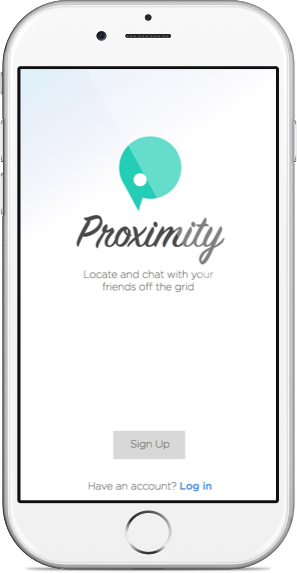 Proximity
Locate and chat with your
friends off the grid
Sign Up
Have an account? Log in